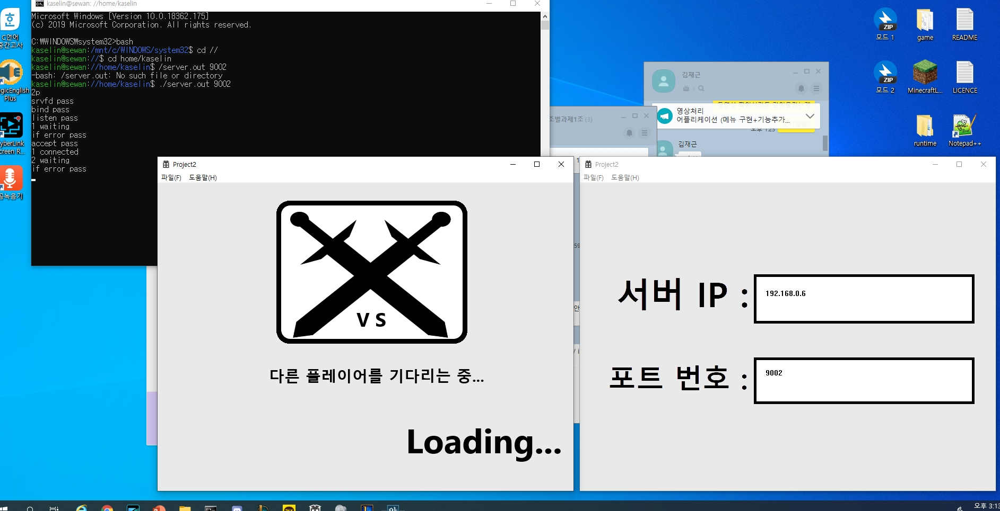 kaselin@sewan: //home/kaselin
Microsoft Windows [Version 10.0.18362.175]
(c) 2019 Microsoft Corporation. All rights reserved.
C:₩WINDOWS₩system32>bash
kaselin@sewan:/mnt/c/WINDOWS/system32$ cd //
kaselin@sewan://$ cd home/kaselin
kaselin@sewan://home/kaselin$ /server.out 9002
-bash: /server.out: No such file or directory
kaselin@sewan://home/kaselin$ ./server.out 9002
2p
srvfd pass
bind pass
listen pass
1 waiting
if error pass
accept pass
1 connected
2 waiting
if error pass
C언어
중간고사
gicEnglish
Plus
yberLink
creen R...
곰녹음기
ZIP
모드 1
game
README
ZIP
모드 2
MinecraftL...
LICENCE
runtime
Notepad++
김재근
영상처리
어플리케이션 (메뉴 구현+기능추가...
오후 1:25
김재근
조별과제1조 (3)
Project2
파일(F) 도움말(H)
V S
다른 플레이어를 기다리는 중...
Loading...
Project2
파일(F) 도움말(H)
서버 IP : 192.168.0.6
포트 번호 : 9002
59
안
/ i
오후 3:13